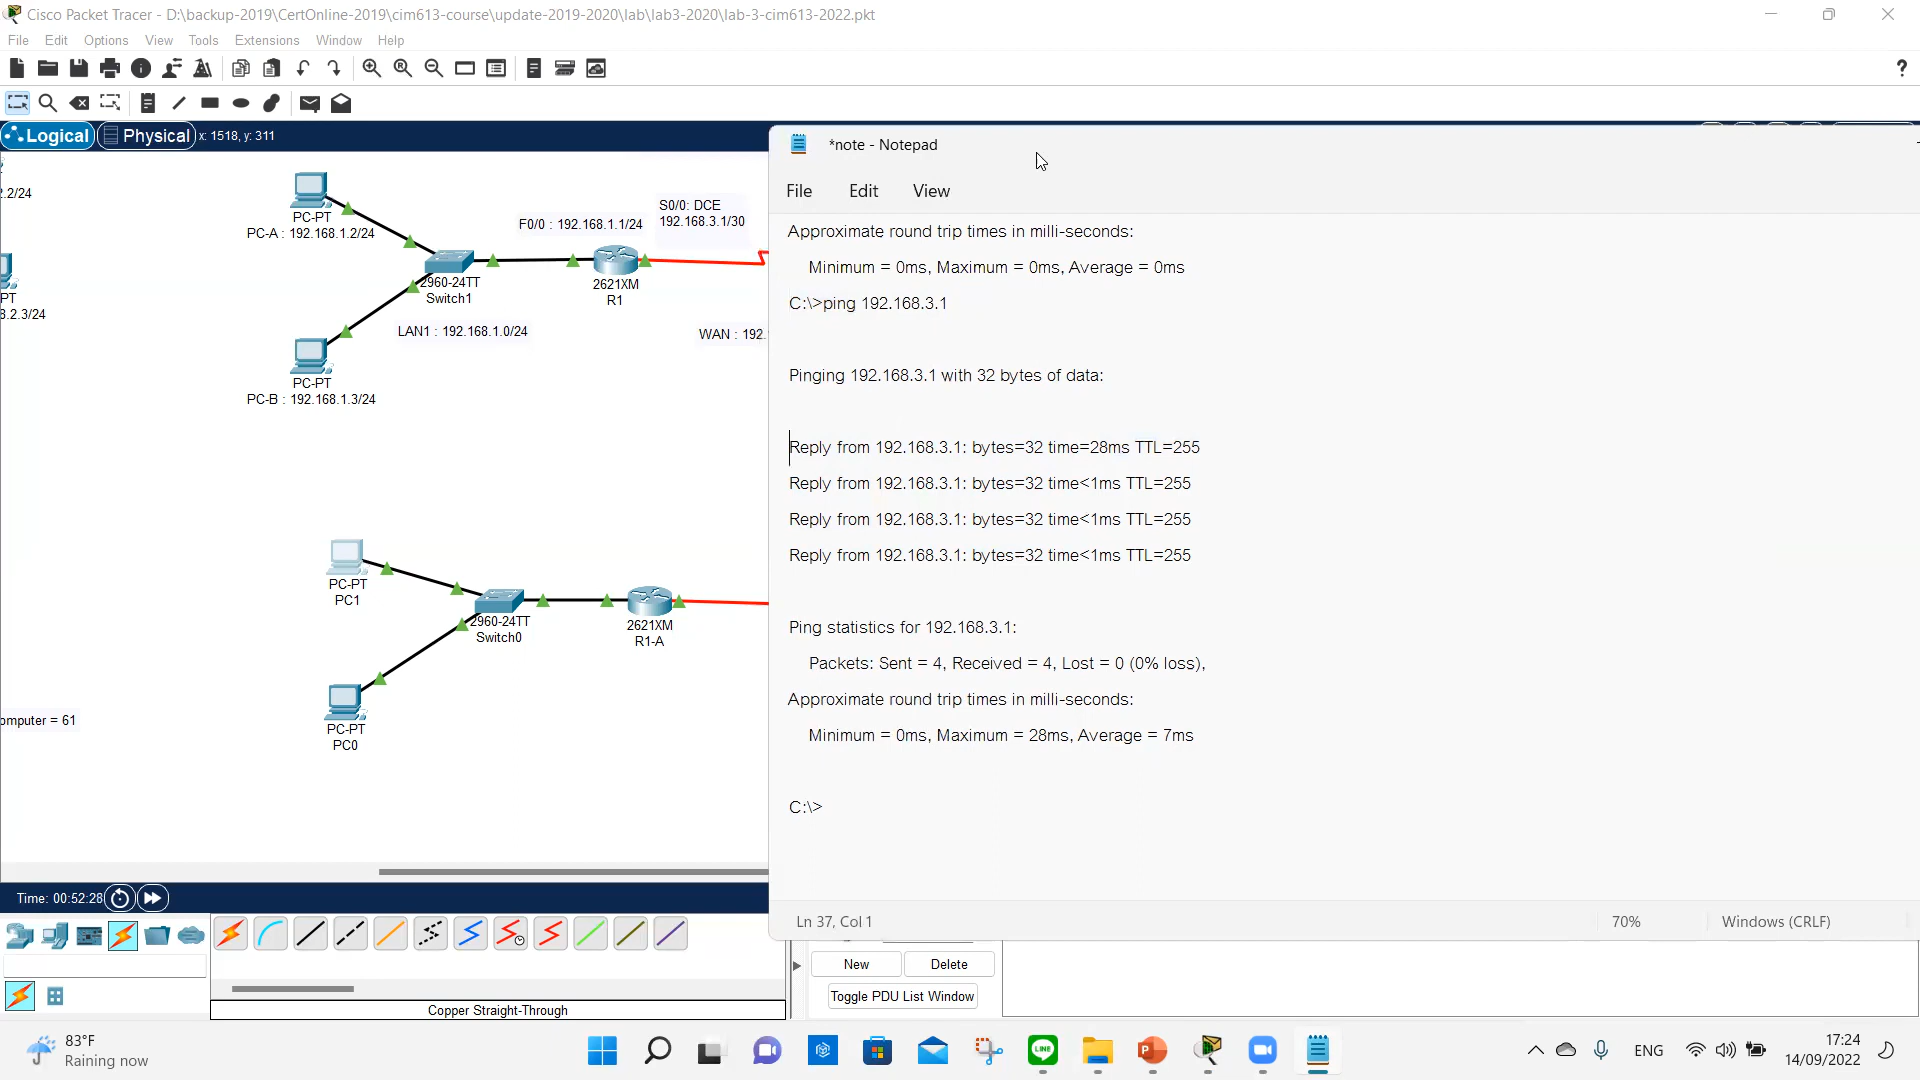 Cisco Packet Tracer - D:\backup-2019\CertOnline-2019\cim613-course\update-2019-2020\lab\lab3-2020\lab-3-cim613-2022.pkt
File Edit Options View Tools Extensions Window Help
Logical Physical x: 1518, y: 311
.2/24
PT
3.2.3/24
omputer = 61
PC-PT
PC-A : 192.168.1.2/24
F0/0 : 192.168.1.1/24
S0/0: DCE
192.168.3.1/30
2960-24TT
Switch1
2621XM
R1
LAN1 : 192.168.1.0/24
WAN : 192.
PC-PT
PC-B : 192.168.1.3/24
PC-PT
PC1
2960-24TT
Switch0
2621XM
R1-A
PC-PT
PC0
*note - Notepad
File Edit View
Approximate round trip times in milli-seconds:
Minimum = 0ms, Maximum = 0ms, Average = 0ms
C:\>ping 192.168.3.1
Pinging 192.168.3.1 with 32 bytes of data:
Reply from 192.168.3.1: bytes=32 time=28ms TTL=255
Reply from 192.168.3.1: bytes=32 time<1ms TTL=255
Reply from 192.168.3.1: bytes=32 time<1ms TTL=255
Reply from 192.168.3.1: bytes=32 time<1ms TTL=255
Ping statistics for 192.168.3.1:
Packets: Sent = 4, Received = 4, Lost = 0 (0% loss),
Approximate round trip times in milli-seconds:
Minimum = 0ms, Maximum = 28ms, Average = 7ms
C:\>
Ln 37, Col 1 70% Windows (CRLF)
Time: 00:52:28
New Delete
Toggle PDU List Window
Copper Straight-Through
83°F
Raining now
LINE
ENG
17:24
14/09/2022